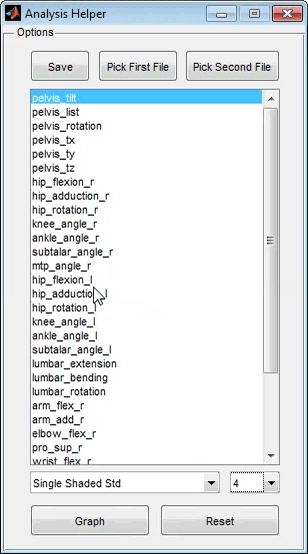 Analysis Helper
Options
Save Pick First File Pick Second File
pelvis_tilt
pelvis_list
pelvis_rotation
pelvis_tx
pelvis_ty
pelvis_tz
hip_flexion_r
hip_adduction_r
hip_rotation_r
knee_angle_r
ankle_angle_r
subtalar_angle_r
mtp_angle_r
hip_flexion_l
hip_adduction_l
hip_rotation_l
knee_angle_l
ankle_angle_l
subtalar_angle_l
lumbar_extension
lumbar_bending
lumbar_rotation
arm_flex_r
arm_add_r
elbow_flex_r
pro_sup_r
wrist_flex_r
Single Shaded Std 4
Graph Reset